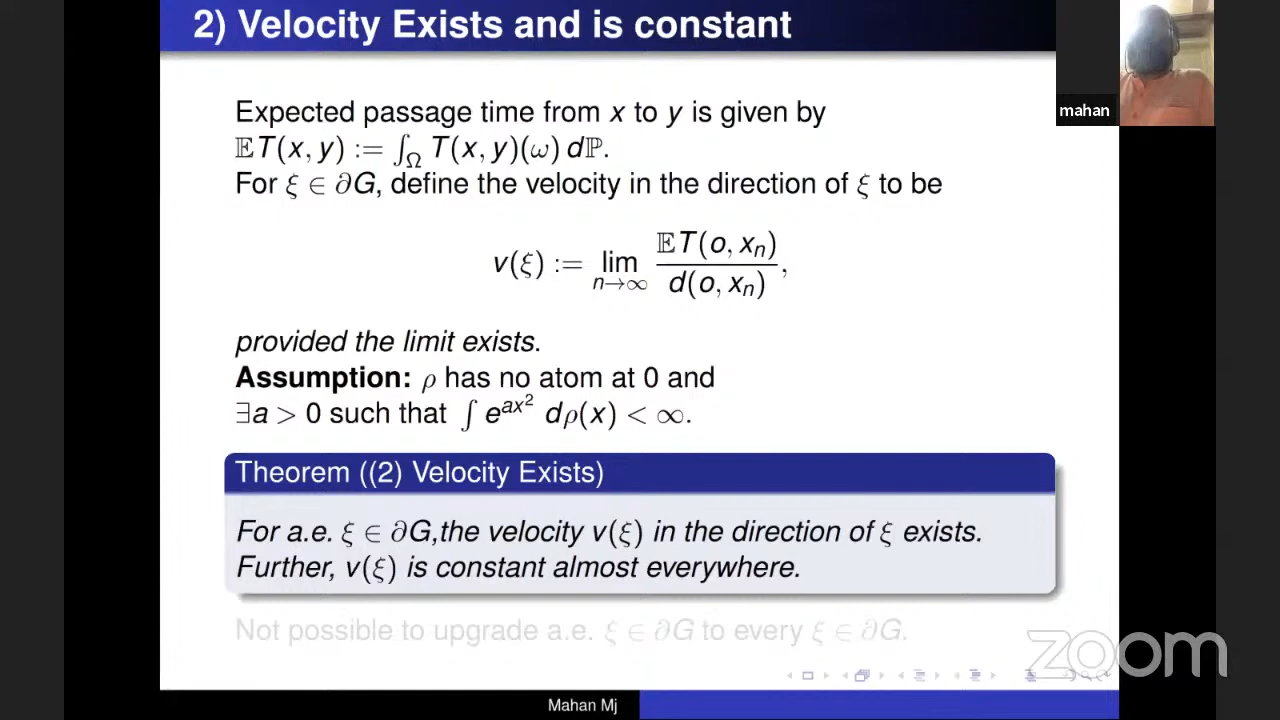 2) Velocity Exists and is constant
mahan
Expected passage time from x to y is given by
𝔼T(x, y) := ∫_Ω T(x, y)(ω) dℙ.
For ξ ∈ ∂G, define the velocity in the direction of ξ to be
v(ξ) := lim_{n→∞} 𝔼T(o, x_n) / d(o, x_n),
provided the limit exists.
Assumption: ρ has no atom at 0 and
∃a > 0 such that ∫ e^{ax^2} dρ(x) < ∞.
Theorem ((2) Velocity Exists)
For a.e. ξ ∈ ∂G,the velocity v(ξ) in the direction of ξ exists.
Further, v(ξ) is constant almost everywhere.
Not possible to upgrade a.e. ξ ∈ ∂G to every ξ ∈ ∂G.
zoom
Mahan Mj